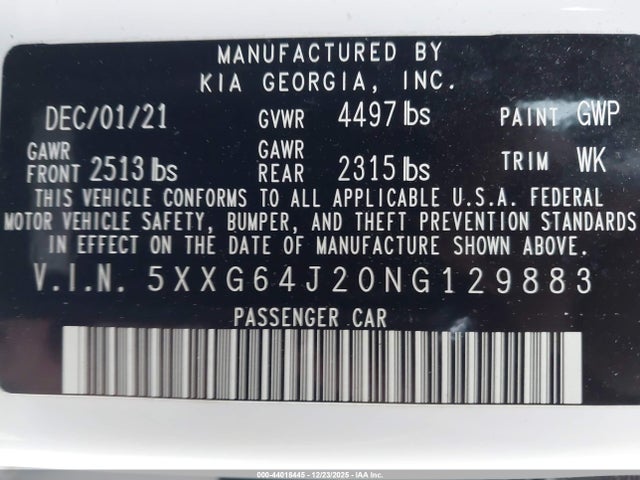 MANUFACTURED BY
KIA GEORGIA, INC.
DEC/01/21 GVWR 4497 lbs PAINT GWP
GAWR FRONT 2513 lbs GAWR REAR 2315 lbs TRIM WK
THIS VEHICLE CONFORMS TO ALL APPLICABLE U.S.A. FEDERAL
MOTOR VEHICLE SAFETY, BUMPER, AND THEFT PREVENTION STANDARDS
IN EFFECT ON THE DATE OF MANUFACTURE SHOWN ABOVE.
V.I.N. 5XXG64J20NG129883
PASSENGER CAR
000-44018445 - 12/23/2025 - IAA Inc.